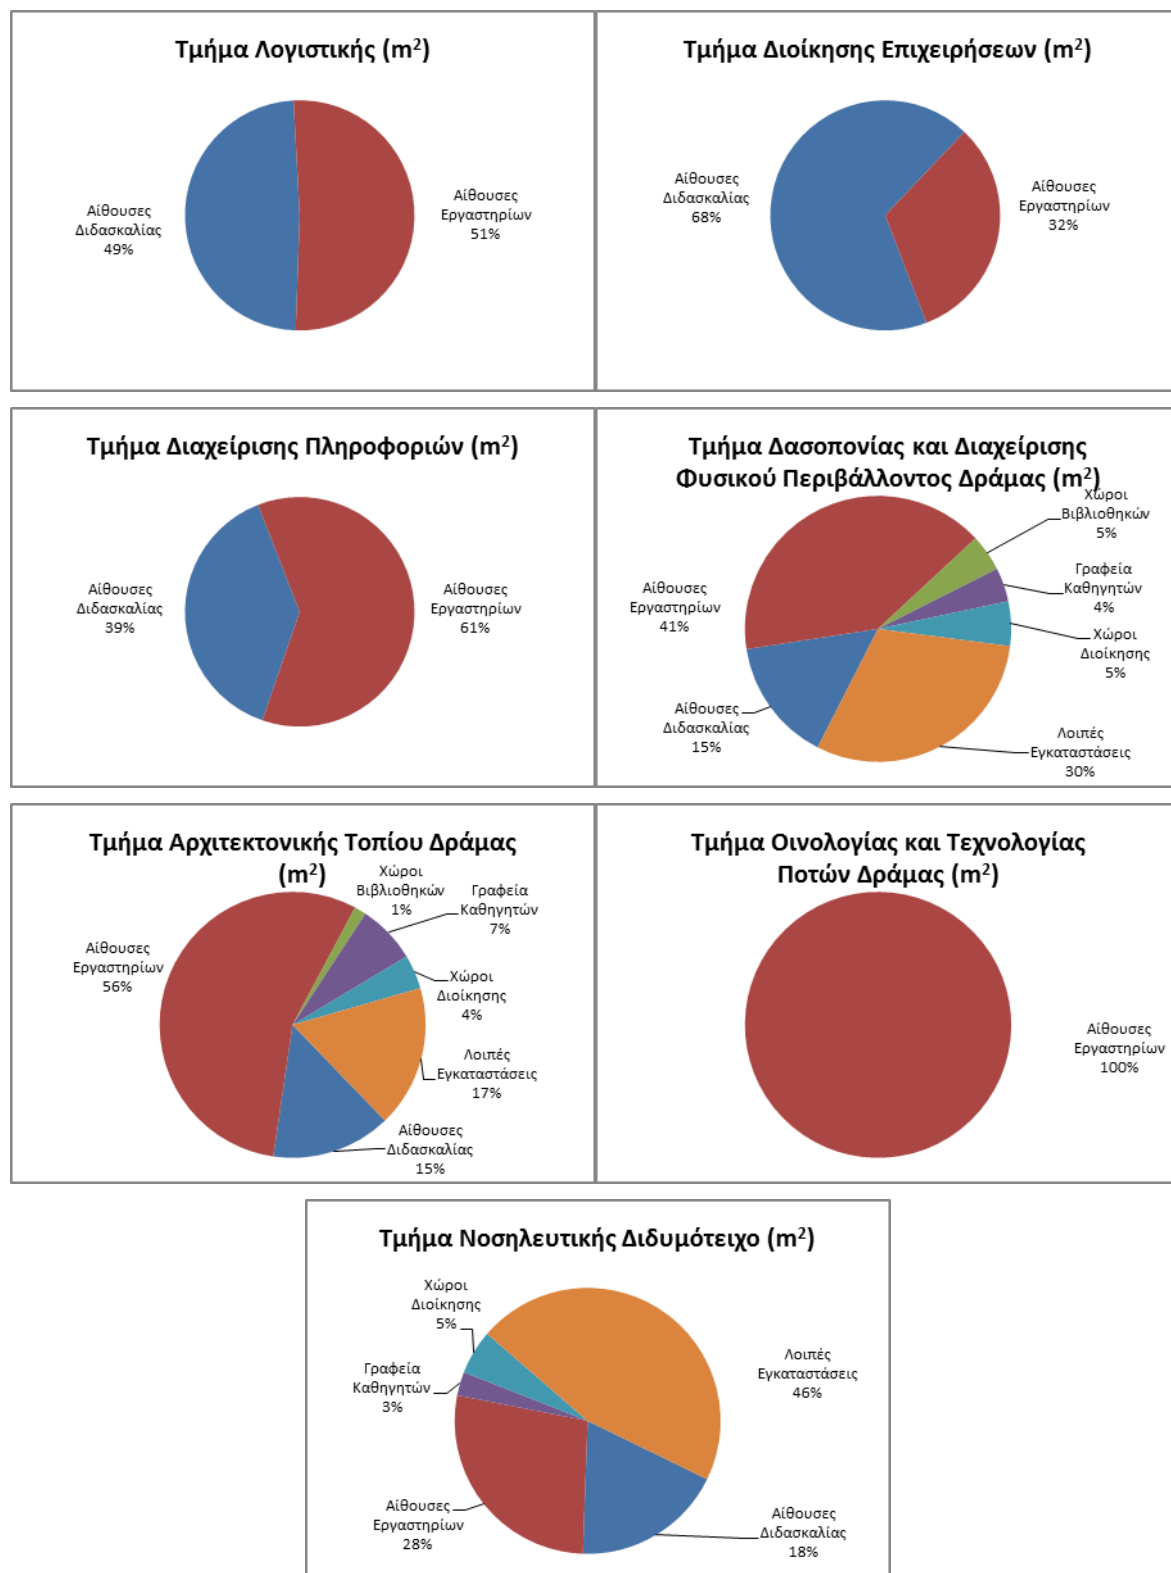 Τμήμα Λογιστικής (m²)
Αίθουσες
Διδασκαλίας
49%
Αίθουσες
Εργαστηρίων
51%
Τμήμα Διοίκησης Επιχειρήσεων (m²)
Αίθουσες
Διδασκαλίας
68%
Αίθουσες
Εργαστηρίων
32%
Τμήμα Διαχείρισης Πληροφοριών (m²)
Αίθουσες
Διδασκαλίας
39%
Αίθουσες
Εργαστηρίων
61%
Τμήμα Δασοπονίας και Διαχείρισης
Φυσικού Περιβάλλοντος Δράμας (m²)
Χώροι
Βιβλιοθηκών
5%
Γραφεία
Καθηγητών
4%
Χώροι
Διοίκησης
5%
Αίθουσες
Εργαστηρίων
41%
Αίθουσες
Διδασκαλίας
15%
Λοιπές
Εγκαταστάσεις
30%
Τμήμα Αρχιτεκτονικής Τοπίου Δράμας
(m²)
Χώροι
Βιβλιοθηκών
1%
Γραφεία
Καθηγητών
7%
Αίθουσες
Εργαστηρίων
56%
Χώροι
Διοίκησης
4%
Λοιπές
Εγκαταστάσεις
17%
Αίθουσες
Διδασκαλίας
15%
Τμήμα Οινολογίας και Τεχνολογίας
Ποτών Δράμας (m²)
Αίθουσες
Εργαστηρίων
100%
Τμήμα Νοσηλευτικής Διδυμότειχο (m²)
Χώροι
Διοίκησης
5%
Γραφεία
Καθηγητών
3%
Λοιπές
Εγκαταστάσεις
46%
Αίθουσες
Εργαστηρίων
28%
Αίθουσες
Διδασκαλίας
18%